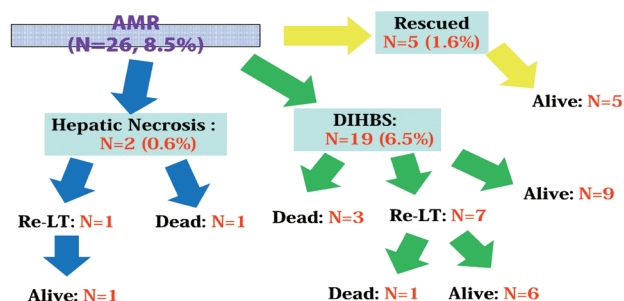 AMR
(N=26, 8.5%)
Rescued
N=5 (1.6%)
Alive: N=5
Hepatic Necrosis :
N=2 (0.6%)
DIHBS:
N=19 (6.5%)
Alive: N=9
Re-LT: N=1
Dead: N=1
Dead: N=3
Re-LT: N=7
Alive: N=1
Dead: N=1
Alive: N=6